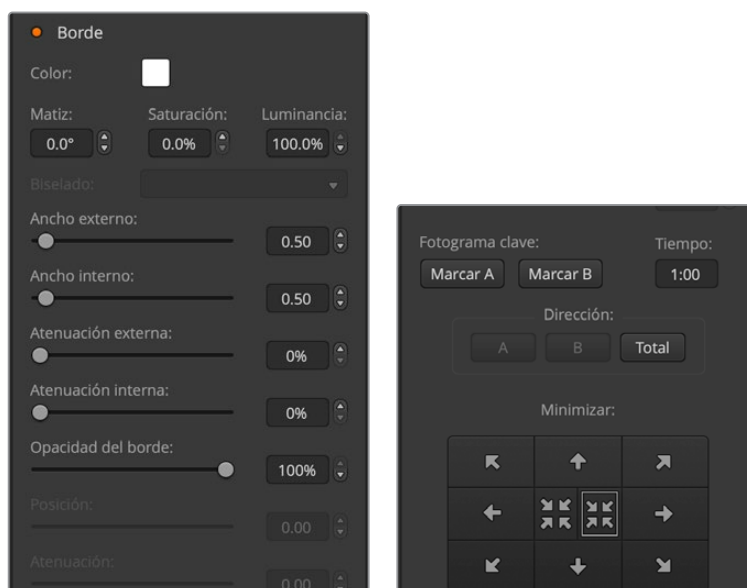 Borde
Color:
Matiz: Saturación: Luminancia:
0.0° 0.0% 100.0%
Biselado:
Ancho externo:
0.50
Ancho interno:
0.50
Atenuación externa:
0%
Atenuación interna:
0%
Opacidad del borde:
100%
Posición:
0.00
Atenuación:
0.00
Fotograma clave: Tiempo:
Marcar A Marcar B 1:00
Dirección:
A B Total
Minimizar: